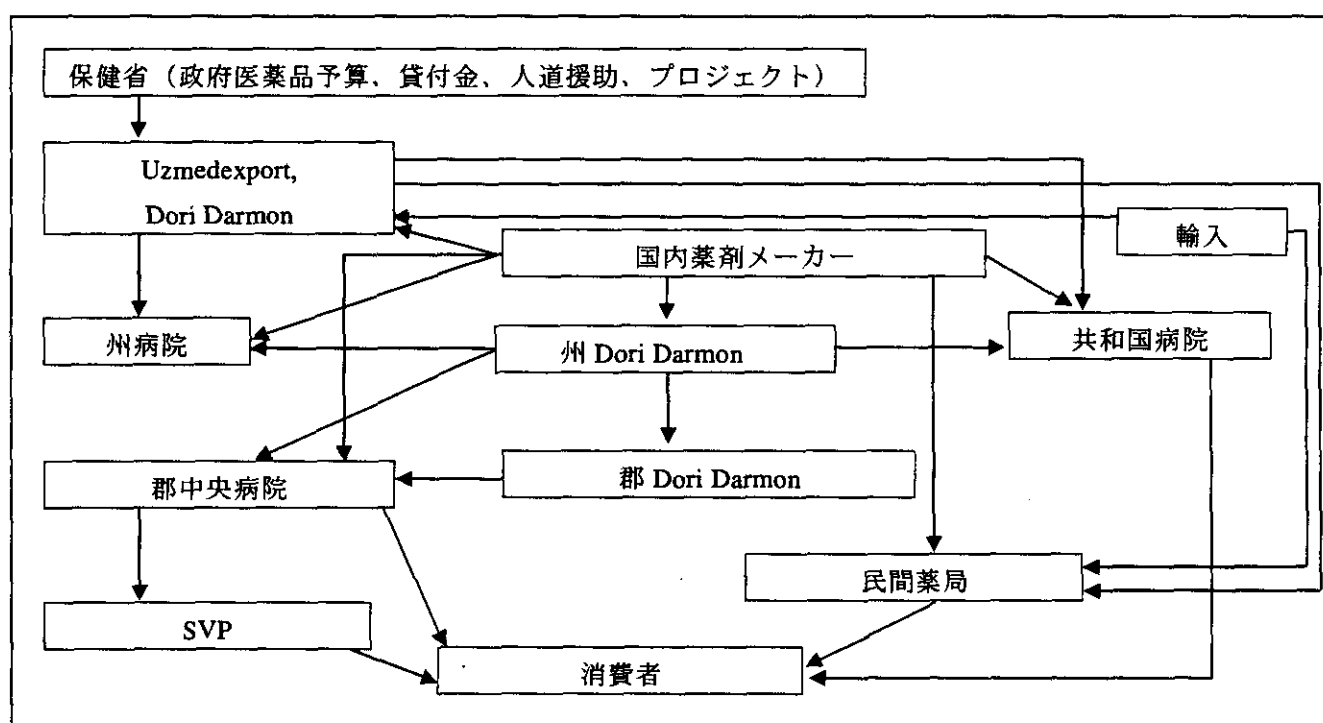 保健省（政府医薬品予算、貸付金、人道援助、プロジェクト）
Uzmedexport,
Dori Darmon
輸入
国内薬剤メーカー
州病院
州 Dori Darmon
共和国病院
郡中央病院
郡 Dori Darmon
民間薬局
SVP
消費者